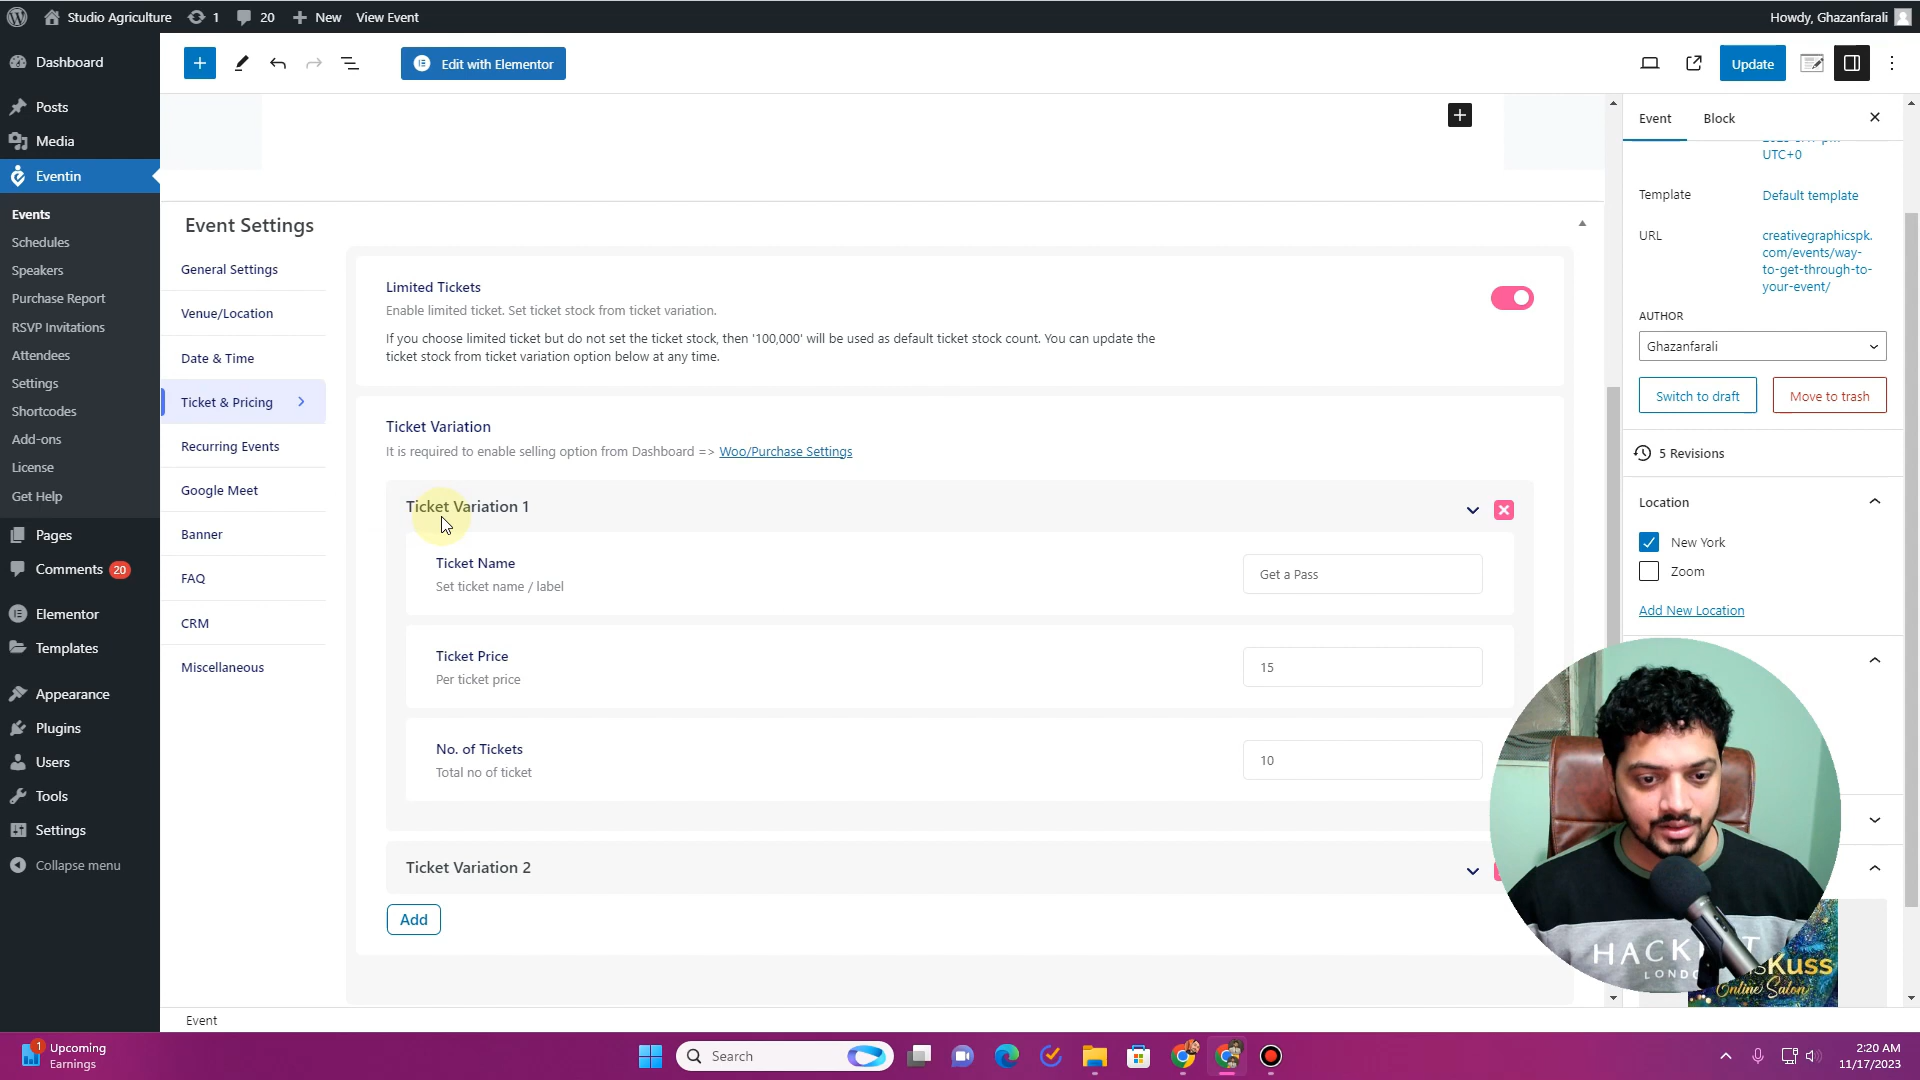 Studio Agriculture
1
20
New
View Event
Howdy, Ghazanfarali
Dashboard
Posts
Media
Eventin
Events
Schedules
Speakers
Purchase Report
RSVP Invitations
Attendees
Settings
Shortcodes
Add-ons
License
Get Help
Pages
Comments 20
Elementor
Templates
Appearance
Plugins
Users
Tools
Settings
Collapse menu
Edit with Elementor
Update
Event Settings
General Settings
Venue/Location
Date & Time
Ticket & Pricing
Recurring Events
Google Meet
Banner
FAQ
CRM
Miscellaneous
Limited Tickets
Enable limited ticket. Set ticket stock from ticket variation.
If you choose limited ticket but do not set the ticket stock, then '100,000' will be used as default ticket stock count. You can update the
ticket stock from ticket variation option below at any time.
Ticket Variation
It is required to enable selling option from Dashboard => Woo/Purchase Settings
Ticket Variation 1
Ticket Name
Set ticket name / label
Get a Pass
Ticket Price
Per ticket price
15
No. of Tickets
Total no of ticket
10
Ticket Variation 2
Add
Event
Event
Block
UTC+0
Template
Default template
URL
creativegraphicspk.
com/events/way-
to-get-through-to-
your-event/
AUTHOR
Ghazanfarali
Switch to draft
Move to trash
5 Revisions
Location
New York
Zoom
Add New Location
LONDO
Kuss
Online Salon
1
Upcoming
Earnings
Search
2:20 AM
11/17/2023